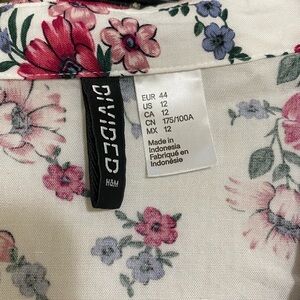 DIVIDED
H&M
EUR 44
US 12
CA 12
CN 175/100A
MX 12
Made in
Indonesia
Fabriqué en
Indonésie